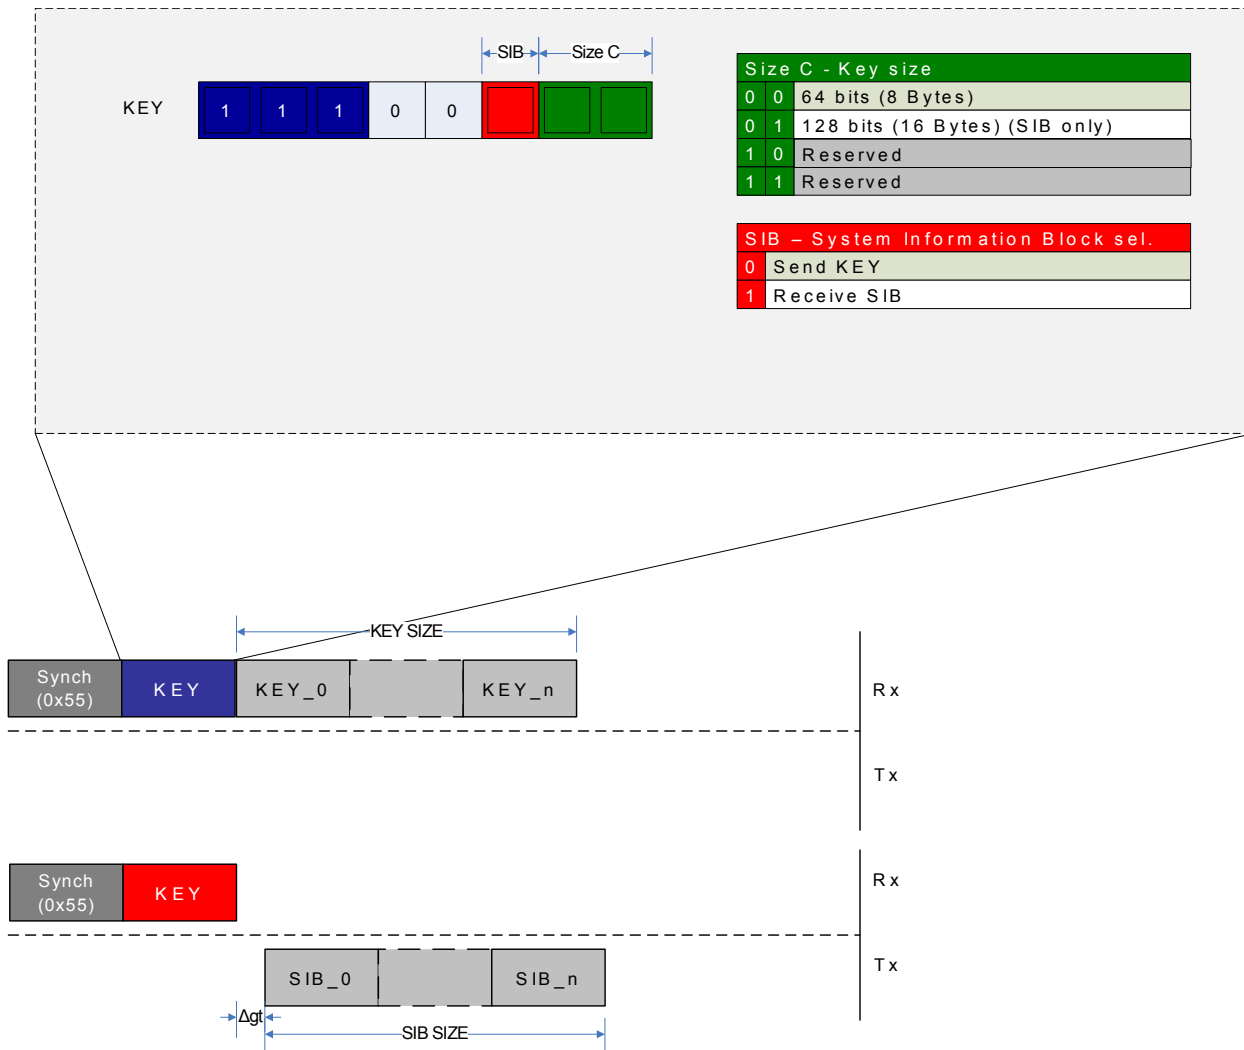 SIB
Size C
KEY
1 1 1 0 0
Size C - Key size
0 0 64 bits (8 Bytes)
0 1 128 bits (16 Bytes) (SIB only)
1 0 Reserved
1 1 Reserved
SIB – System Information Block sel.
0 Send KEY
1 Receive SIB
KEY SIZE
Synch
(0x55)
KEY
KEY_0
KEY_n
Rx
Tx
Synch
(0x55)
KEY
Rx
SIB_0
SIB_n
Tx
Δgt
SIB SIZE